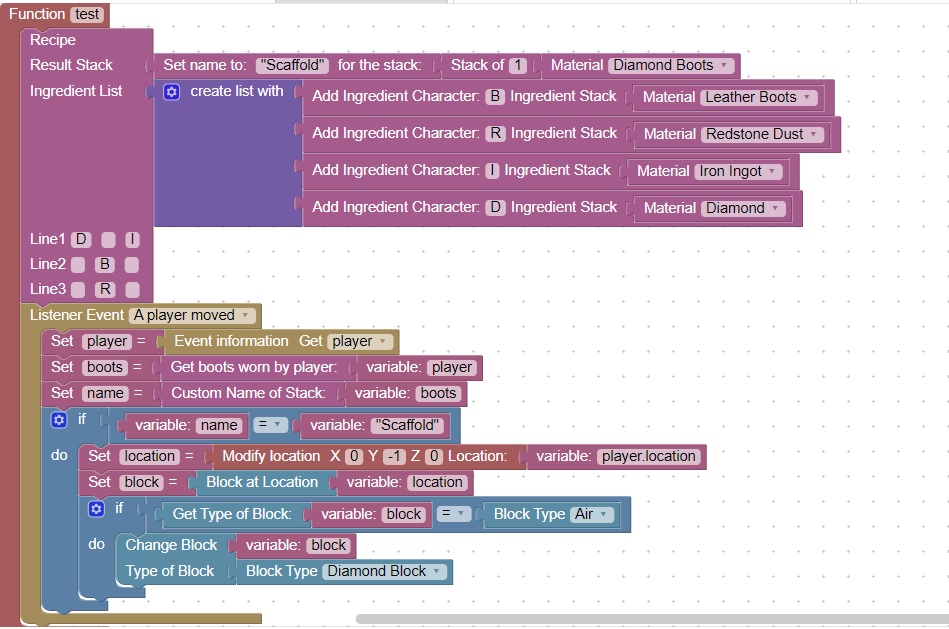 Function test
Recipe
Result Stack Set name to: "Scaffold" for the stack: Stack of 1 Material Diamond Boots
Ingredient List create list with Add Ingredient Character: B Ingredient Stack Material Leather Boots
Add Ingredient Character: R Ingredient Stack Material Redstone Dust
Add Ingredient Character: I Ingredient Stack Material Iron Ingot
Add Ingredient Character: D Ingredient Stack Material Diamond
Line1 D I
Line2 B
Line3 R
Listener Event A player moved
Set player = Event information Get player
Set boots = Get boots worn by player: variable: player
Set name = Custom Name of Stack: variable: boots
if variable: name = variable: "Scaffold"
do Set location = Modify location X 0 Y -1 Z 0 Location: variable: player.location
Set block = Block at Location variable: location
if Get Type of Block: variable: block = Block Type Air
do Change Block variable: block
Type of Block Block Type Diamond Block